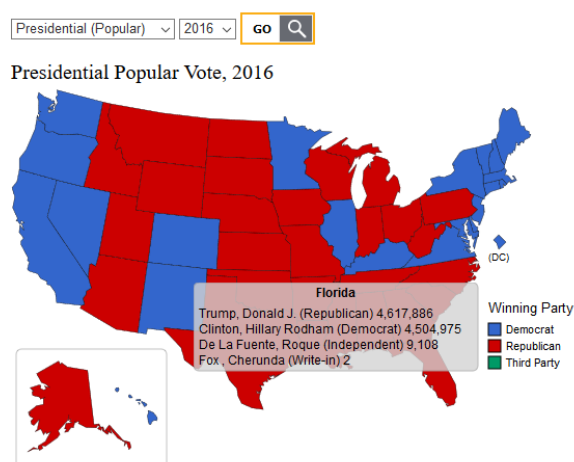 Presidential (Popular) 2016 GO
Presidential Popular Vote, 2016
(DC)
Florida
Trump, Donald J. (Republican) 4,617,886
Clinton, Hillary Rodham (Democrat) 4,504,975
De La Fuente, Roque (Independent) 9,108
Fox , Cherunda (Write-in) 2
Winning Party
Democrat
Republican
Third Party